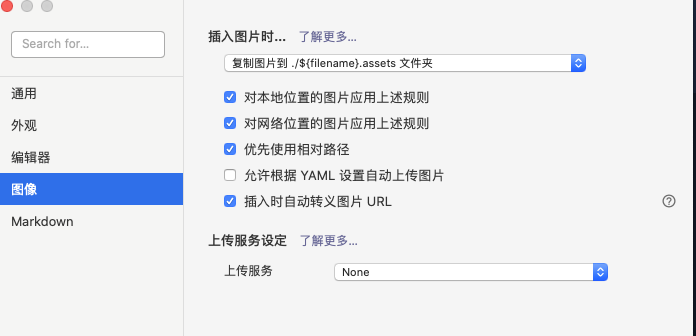 Search for...
通用
外观
编辑器
图像
Markdown
插入图片时... 了解更多...
复制图片到 ./${filename}.assets 文件夹
对本地位置的图片应用上述规则
对网络位置的图片应用上述规则
优先使用相对路径
允许根据 YAML 设置自动上传图片
插入时自动转义图片 URL
?
上传服务设定 了解更多...
上传服务 None